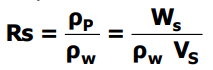 Rs = ρP / ρw = Ws / ρw VS